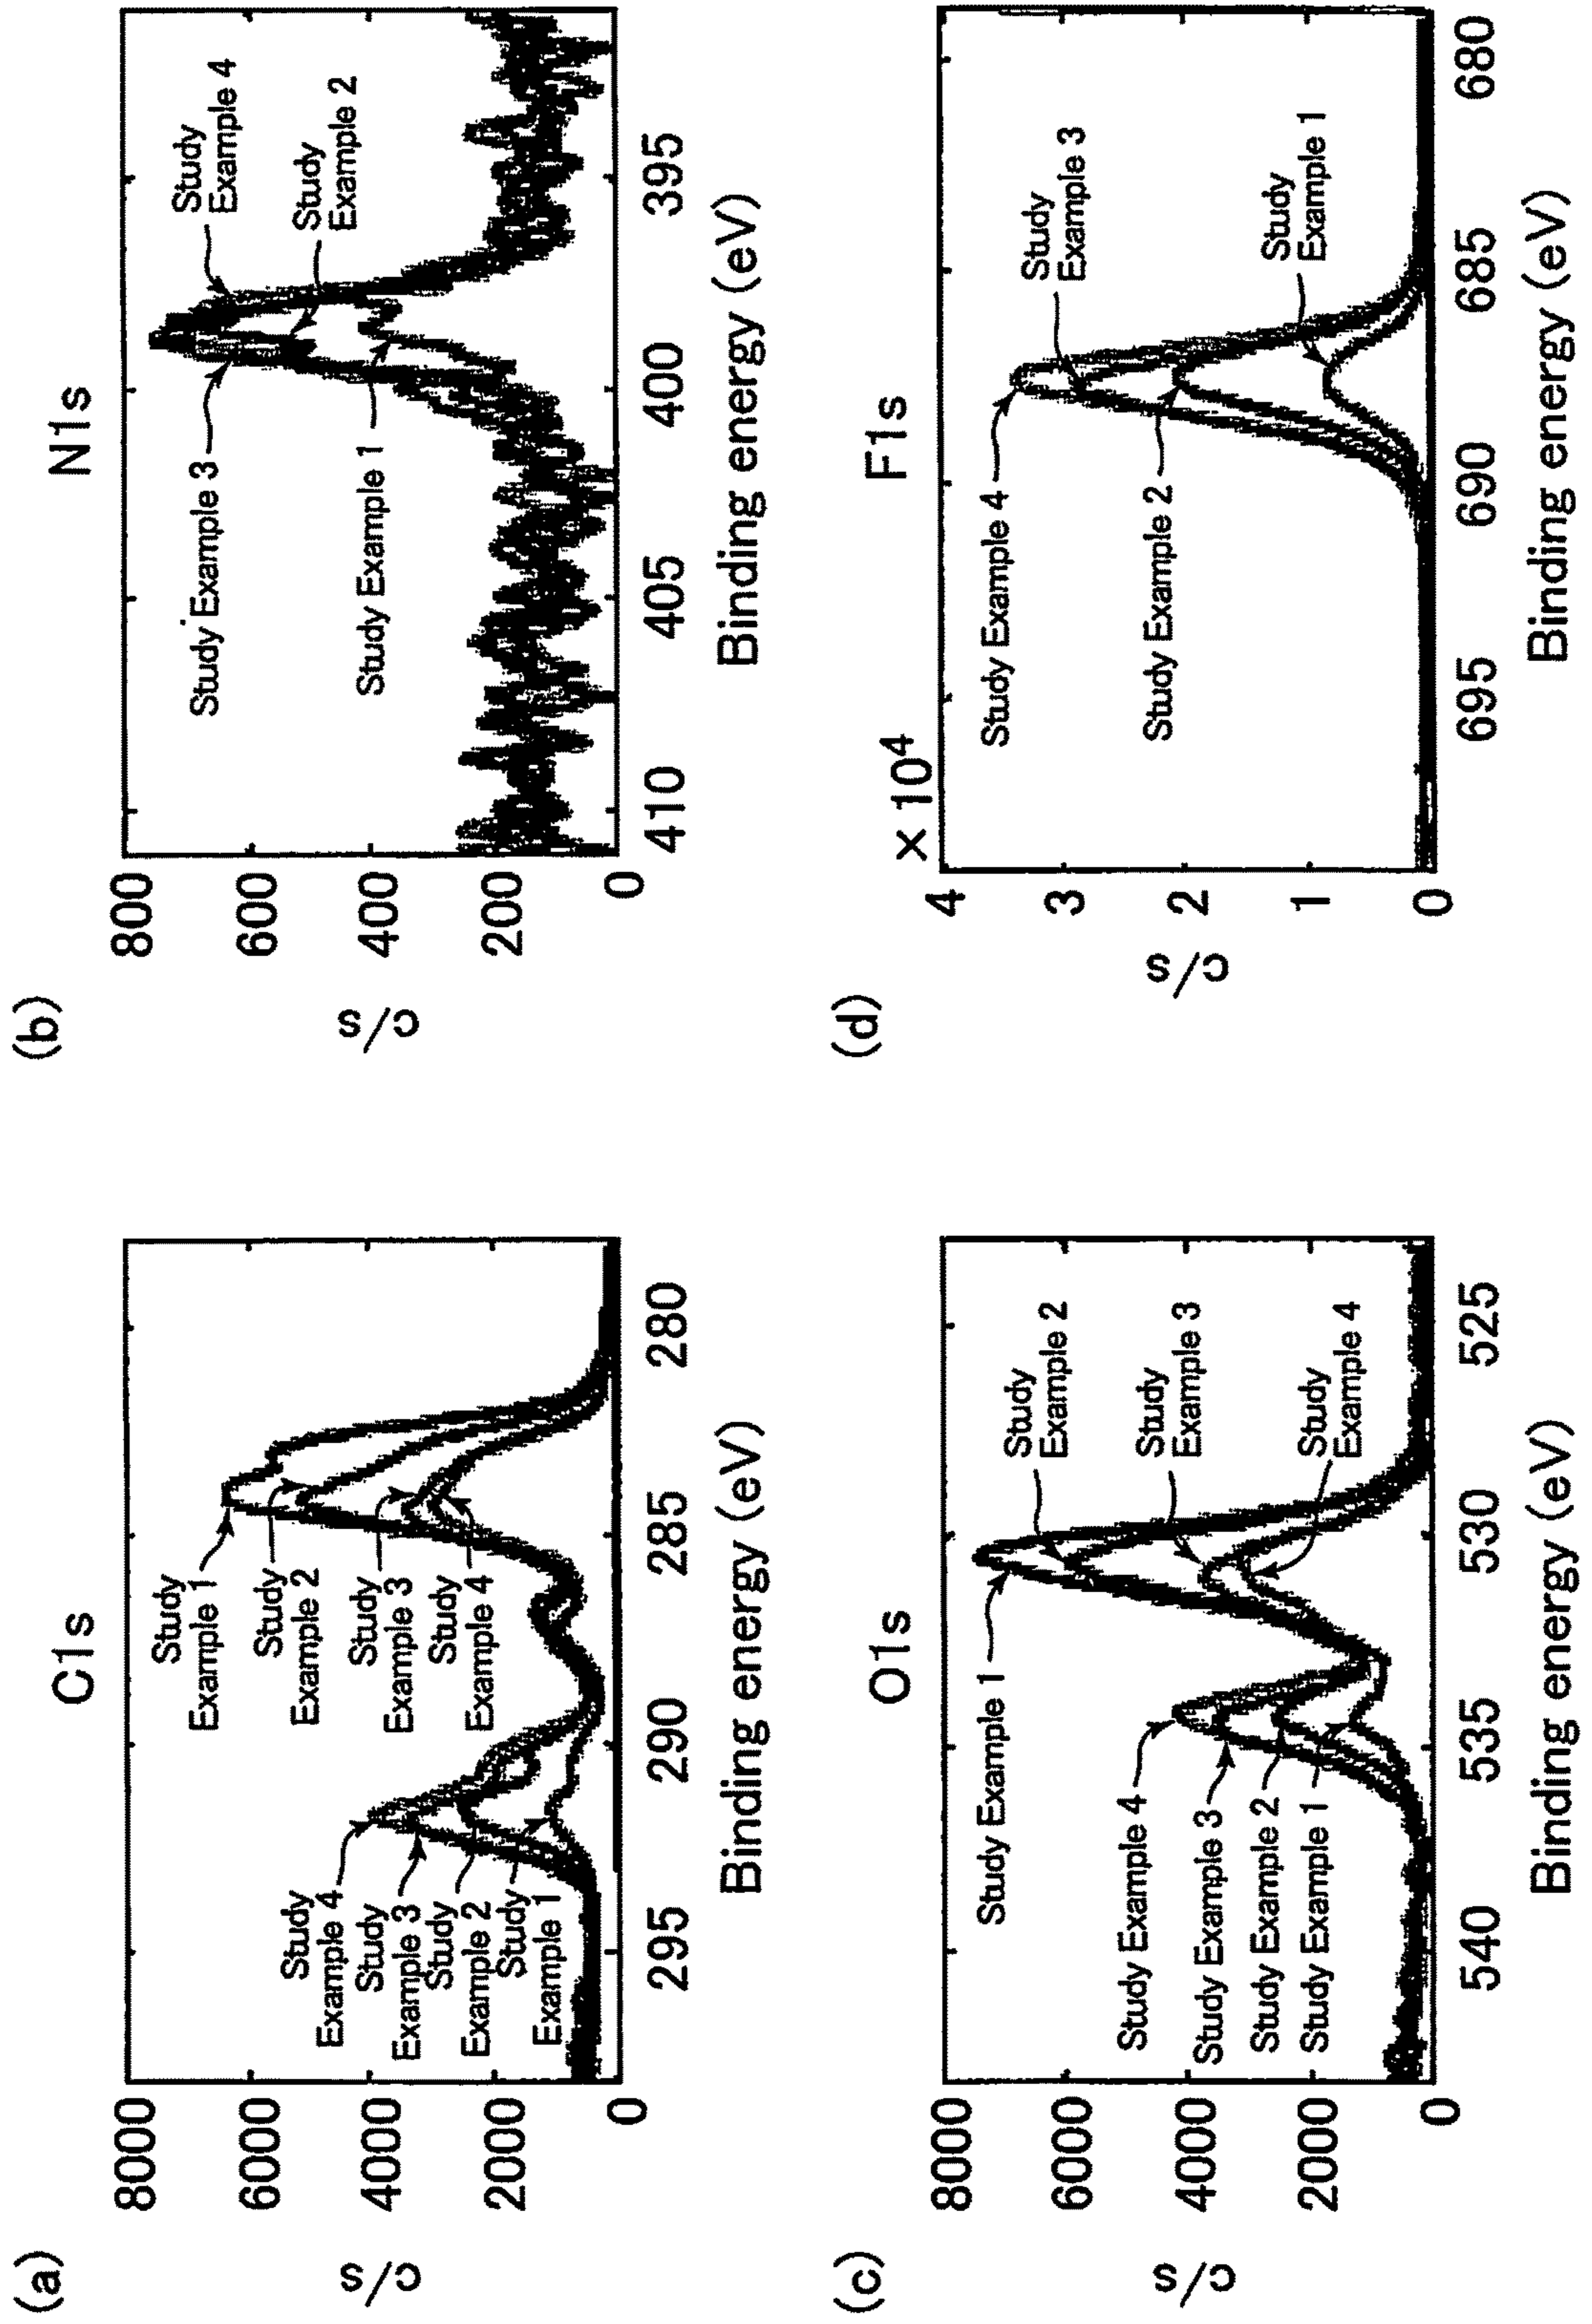 (a)
C1s
c/s
8000
6000
4000
2000
0
Study
Example 4
Study
Example 3
Study
Example 2
Study
Example 1
Study
Example 1
Study
Example 2
Study
Example 3
Study
Example 4
295
290
285
280
Binding energy (eV)
(b)
N1s
c/s
800
600
400
200
0
Study Example 3
Study Example 1
Study
Example 4
Study
Example 2
410
405
400
395
Binding energy (eV)
(c)
O1s
c/s
8000
6000
4000
2000
0
Study Example 1
Study Example 4
Study Example 3
Study Example 2
Study Example 1
Study
Example 2
Study
Example 3
Study
Example 4
540
535
530
525
Binding energy (eV)
(d)
× 10⁴
F1s
c/s
4
3
2
1
0
Study Example 4
Study Example 2
Study
Example 3
Study
Example 1
695
690
685
680
Binding energy (eV)